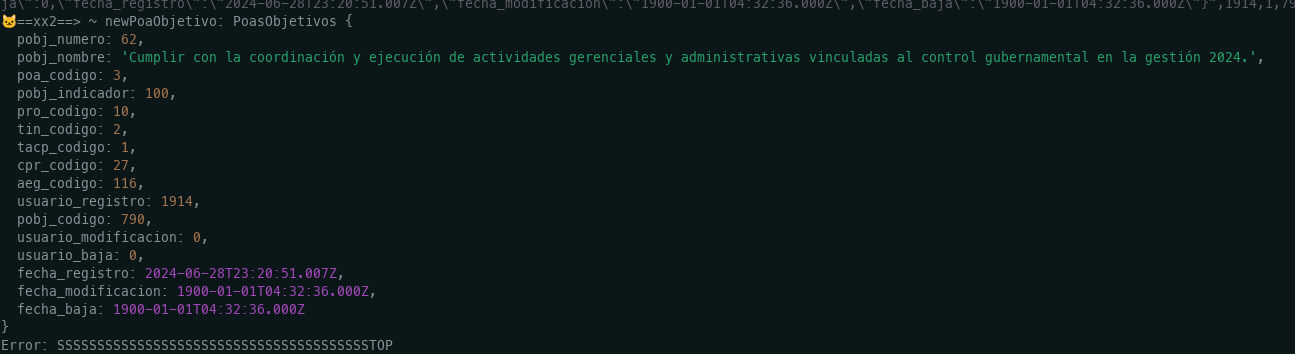 ja\":0,\"fecha_registro\":\"2024-06-28T23:20:51.007Z\",\"fecha_modificacion\":\"1900-01-01T04:32:36.000Z\",\"fecha_baja\":\"1900-01-01T04:32:36.000Z\"}",1914,1,79
🐱==xx2==> ~ newPoaObjetivo: PoasObjetivos {
  pobj_numero: 62,
  pobj_nombre: 'Cumplir con la coordinación y ejecución de actividades gerenciales y administrativas vinculadas al control gubernamental en la gestión 2024.',
  poa_codigo: 3,
  pobj_indicador: 100,
  pro_codigo: 10,
  tin_codigo: 2,
  tacp_codigo: 1,
  cpr_codigo: 27,
  aeg_codigo: 116,
  usuario_registro: 1914,
  pobj_codigo: 790,
  usuario_modificacion: 0,
  usuario_baja: 0,
  fecha_registro: 2024-06-28T23:20:51.007Z,
  fecha_modificacion: 1900-01-01T04:32:36.000Z,
  fecha_baja: 1900-01-01T04:32:36.000Z
}
Error: SSSSSSSSSSSSSSSSSSSSSSSSSSSSSSSSSSSSSSSTOP